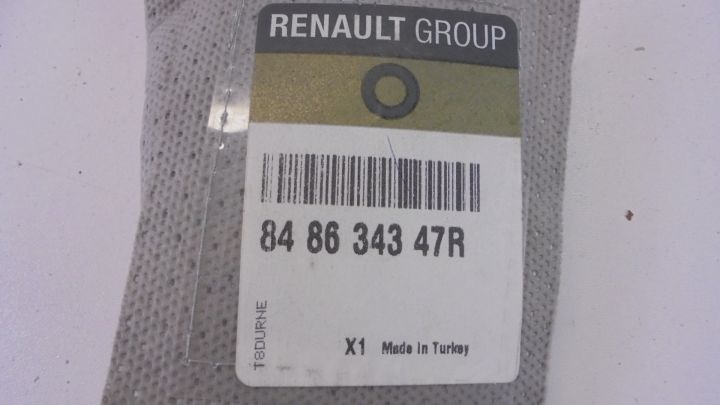 RENAULT GROUP
84 86 343 47R
T8DURNE
X1 Made in Turkey